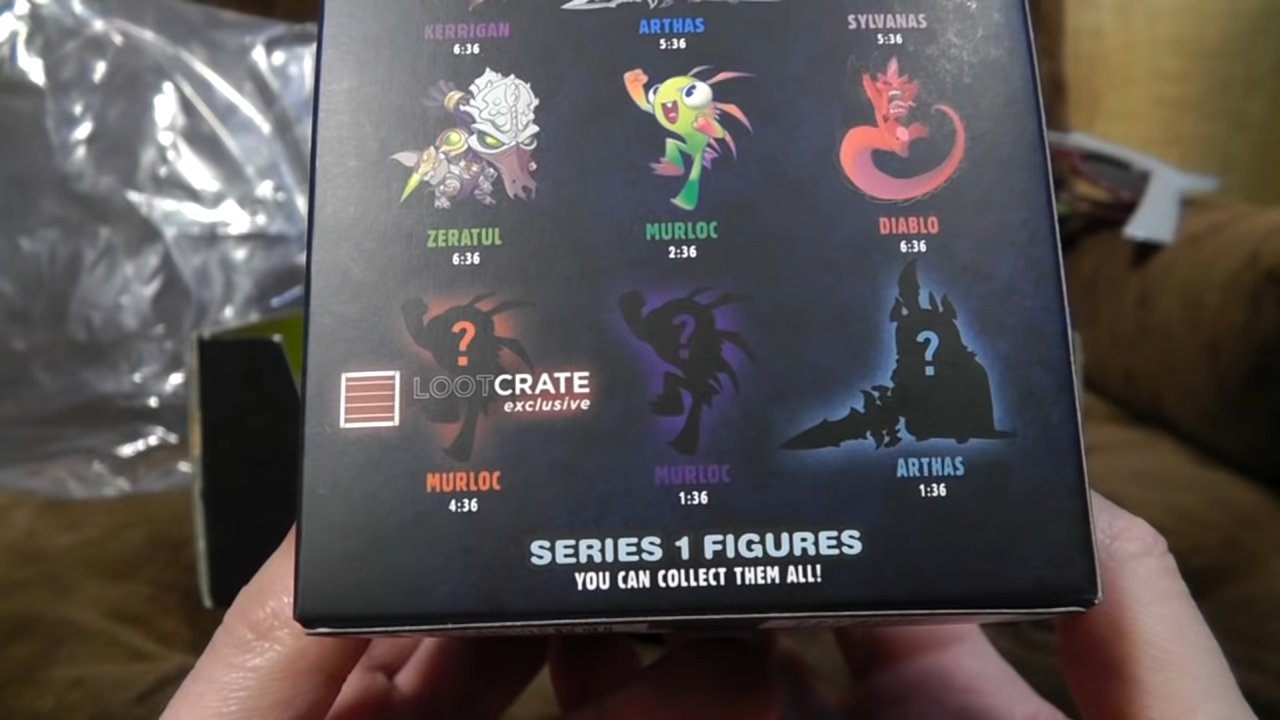 KERRIGAN
6:36
ARTHAS
5:36
SYLVANAS
5:36
ZERATUL
6:36
MURLOC
2:36
DIABLO
6:36
?
?
?
LOOTCRATE
exclusive
MURLOC
4:36
MURLOC
1:36
ARTHAS
1:36
SERIES 1 FIGURES
YOU CAN COLLECT THEM ALL!